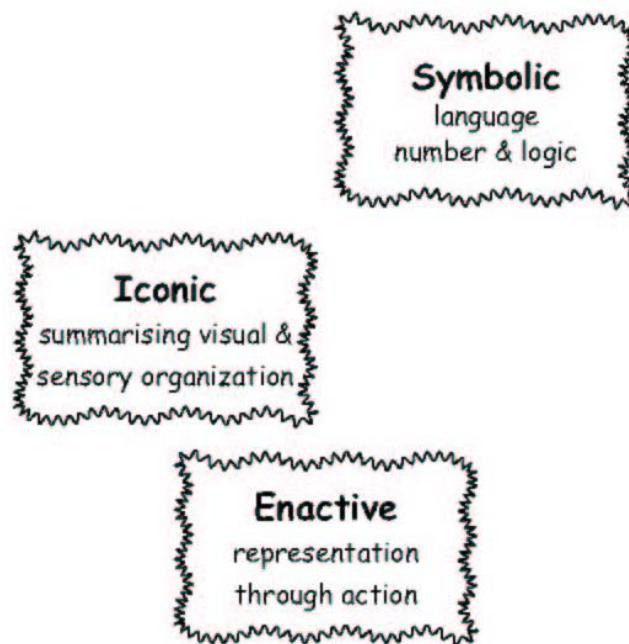 Symbolic
language
number & logic
Iconic
summarising visual &
sensory organization
Enactive
representation
through action